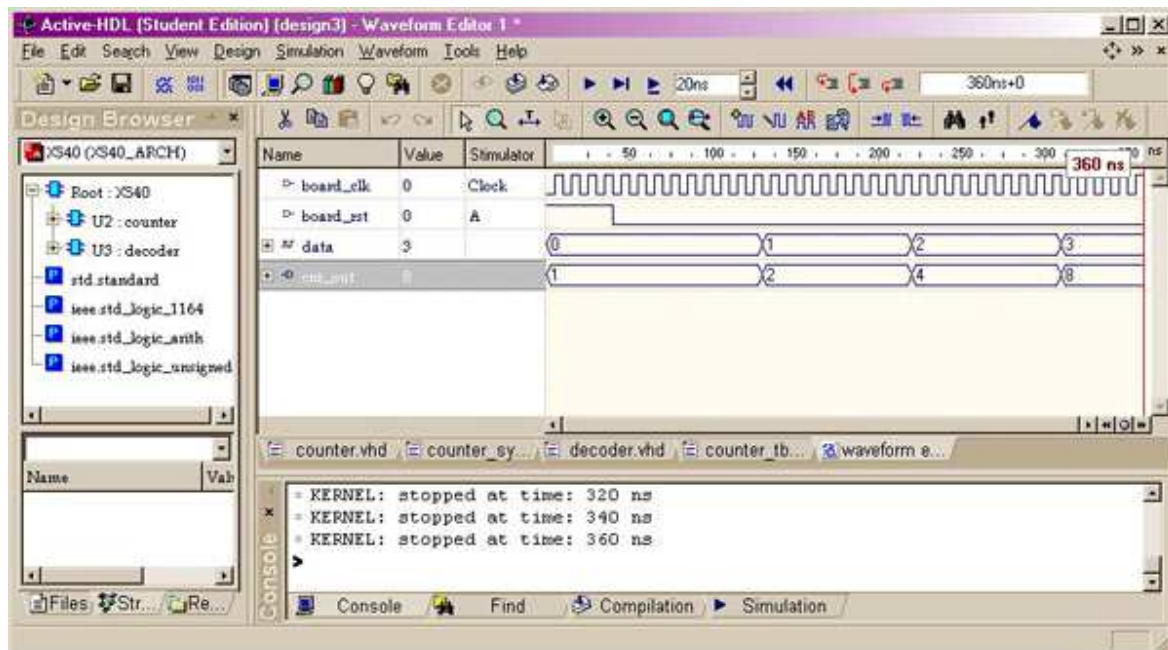 Active-HDL (Student Edition) (design3) - Waveform Editor 1 *
File Edit Search View Design Simulation Waveform Tools Help
20ns 360ns+0
Design Browser
XS40 (XS40_ARCH)
Root : XS40
U2 : counter
U3 : decoder
std.standard
ieee.std_logic_1164
ieee.std_logic_arith
ieee.std_logic_unsigned
Name Value Stimulator 50 100 150 200 250 300 ns
360 ns
board_clk 0 Clock
board_rst 0 A
data 3 0 1 2 3
1 2 4 8
counter.vhd counter_sy... decoder.vhd counter_tb... waveform e...
Name Val
KERNEL: stopped at time: 320 ns
KERNEL: stopped at time: 340 ns
KERNEL: stopped at time: 360 ns
>
Console
Files Str... Re...
Console Find Compilation Simulation